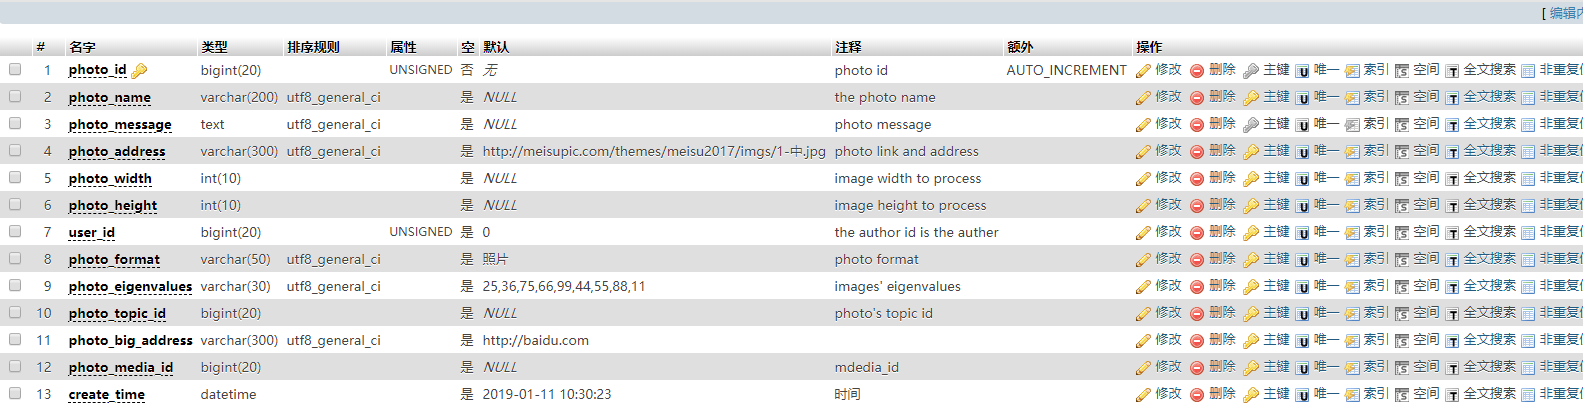 [ 编辑内
# 名字 类型 排序规则 属性 空 默认 注释 额外 操作
1 photo_id bigint(20) UNSIGNED 否 无 photo id AUTO_INCREMENT 修改 删除 主键 唯一 索引 空间 全文搜索 非重复值
2 photo_name varchar(200) utf8_general_ci 是 NULL the photo name 修改 删除 主键 唯一 索引 空间 全文搜索 非重复值
3 photo_message text utf8_general_ci 是 NULL photo message 修改 删除 主键 唯一 索引 空间 全文搜索 非重复值
4 photo_address varchar(300) utf8_general_ci 是 http://meisupic.com/themes/meisu2017/imgs/1-中.jpg photo link and address 修改 删除 主键 唯一 索引 空间 全文搜索 非重复值
5 photo_width int(10) 是 NULL image width to process 修改 删除 主键 唯一 索引 空间 全文搜索 非重复值
6 photo_height int(10) 是 NULL image height to process 修改 删除 主键 唯一 索引 空间 全文搜索 非重复值
7 user_id bigint(20) UNSIGNED 是 0 the author id is the auther 修改 删除 主键 唯一 索引 空间 全文搜索 非重复值
8 photo_format varchar(50) utf8_general_ci 是 照片 photo format 修改 删除 主键 唯一 索引 空间 全文搜索 非重复值
9 photo_eigenvalues varchar(30) utf8_general_ci 是 25,36,75,66,99,44,55,88,11 images' eigenvalues 修改 删除 主键 唯一 索引 空间 全文搜索 非重复值
10 photo_topic_id bigint(20) 是 NULL photo's topic id 修改 删除 主键 唯一 索引 空间 全文搜索 非重复值
11 photo_big_address varchar(300) utf8_general_ci 是 http://baidu.com 修改 删除 主键 唯一 索引 空间 全文搜索 非重复值
12 photo_media_id bigint(20) 是 NULL mdedia_id 修改 删除 主键 唯一 索引 空间 全文搜索 非重复值
13 create_time datetime 是 2019-01-11 10:30:23 时间 修改 删除 主键 唯一 索引 空间 全文搜索 非重复值